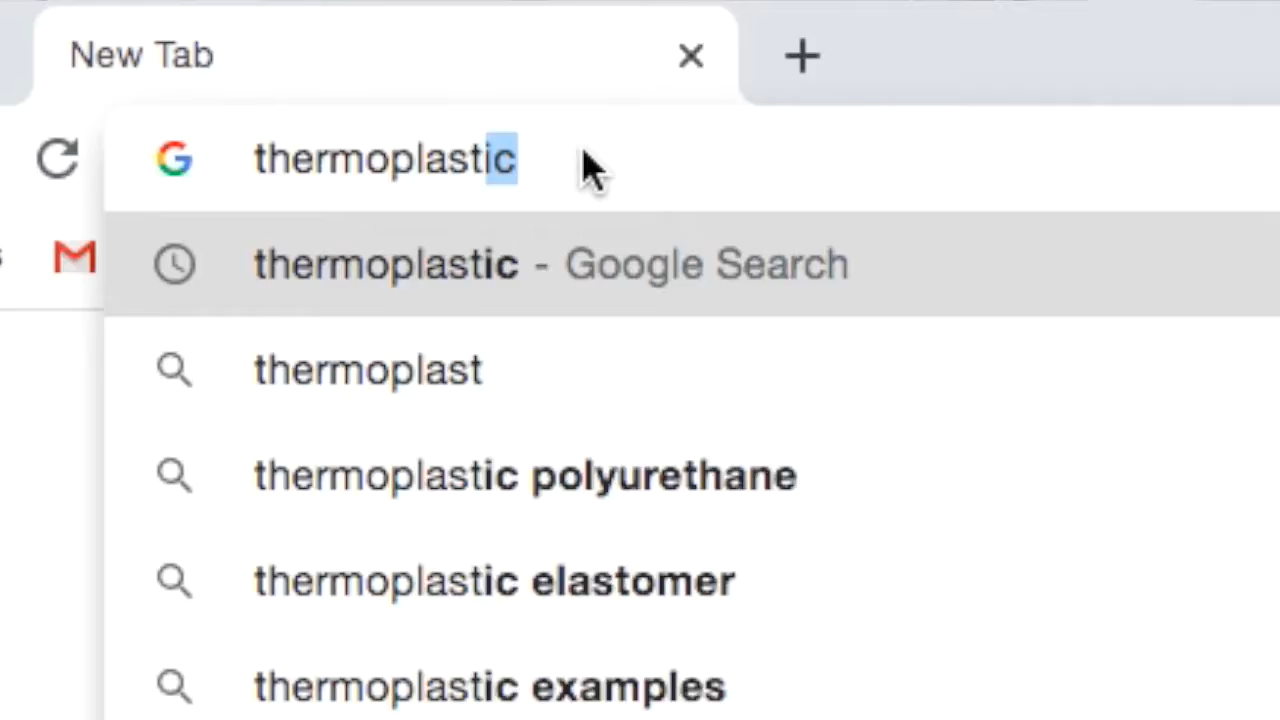 New Tab
thermoplastic
thermoplastic - Google Search
thermoplast
thermoplastic polyurethane
thermoplastic elastomer
thermoplastic examples